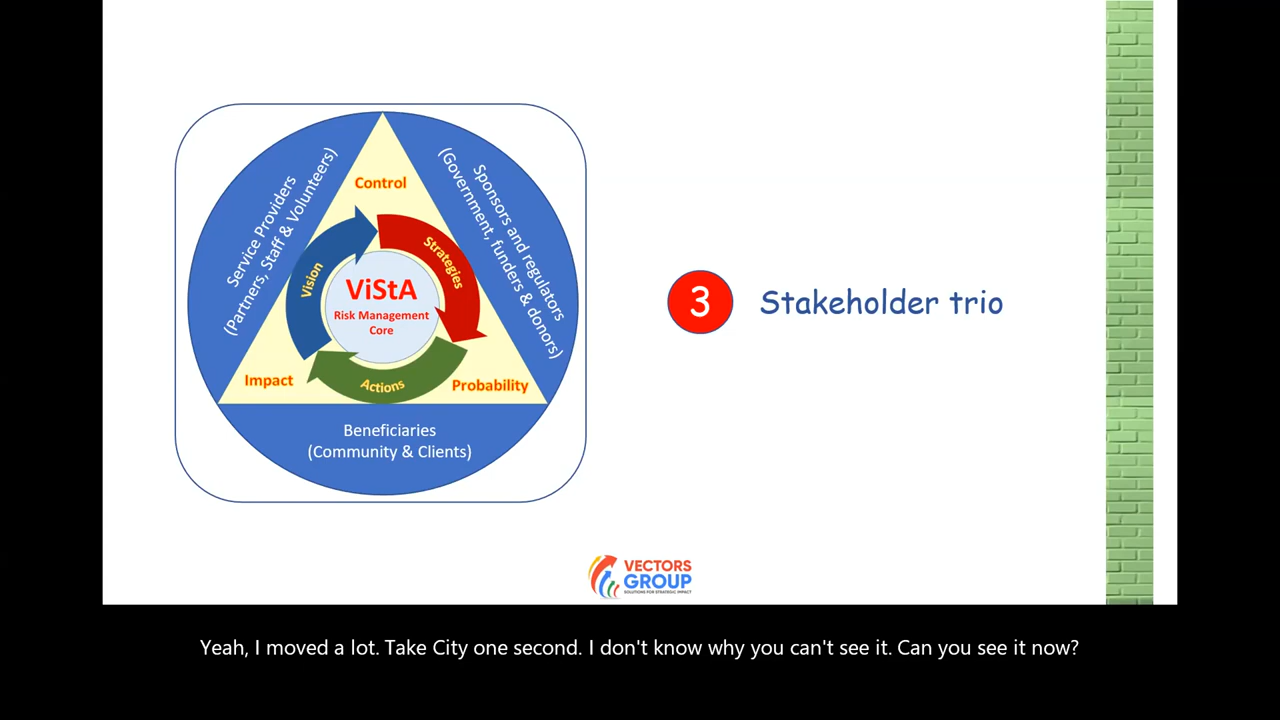 Service Providers
(Partners, Staff & Volunteers)
Sponsors and regulators
(Government, funders & donors)
Control
Vision
Strategies
ViStA
Risk Management
Core
Impact
Actions
Probability
Beneficiaries
(Community & Clients)
3 Stakeholder trio
VECTORS
GROUP
SOLUTIONS FOR STRATEGIC IMPACT
Yeah, I moved a lot. Take City one second. I don't know why you can't see it. Can you see it now?